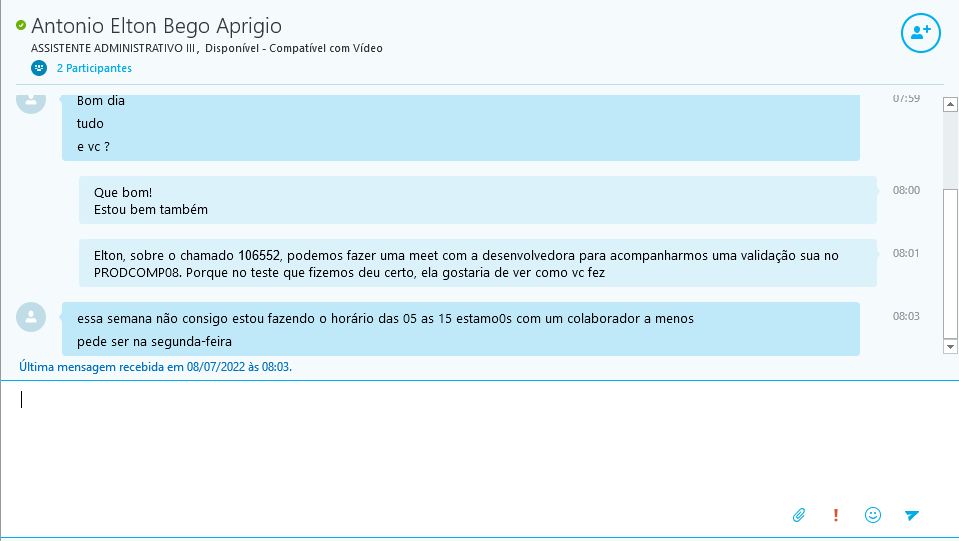 Antonio Elton Bego Aprigio
ASSISTENTE ADMINISTRATIVO III, Disponível - Compatível com Vídeo
2 Participantes
Bom dia
07:59
tudo
e vc ?
Que bom!
08:00
Estou bem também
Elton, sobre o chamado 106552, podemos fazer uma meet com a desenvolvedora para acompanharmos uma validação sua no
08:01
PRODCOMP08. Porque no teste que fizemos deu certo, ela gostaria de ver como vc fez
essa semana não consigo estou fazendo o horário das 05 as 15 estamo0s com um colaborador a menos
08:03
pede ser na segunda-feira
Última mensagem recebida em 08/07/2022 às 08:03.